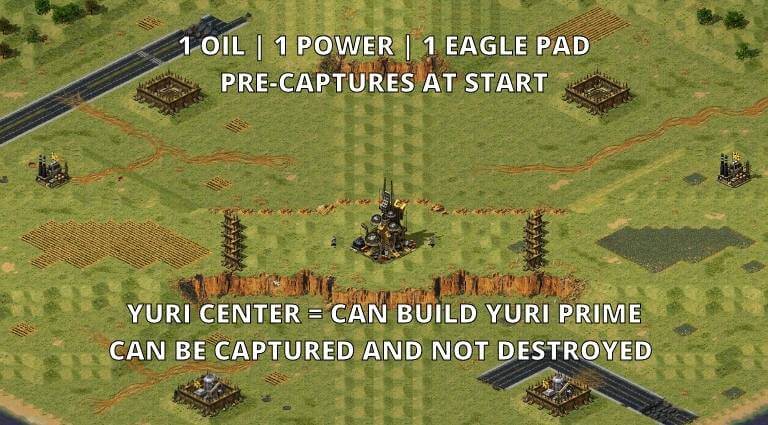 1 OIL | 1 POWER | 1 EAGLE PAD
PRE-CAPTURES AT START
YURI CENTER = CAN BUILD YURI PRIME
CAN BE CAPTURED AND NOT DESTROYED